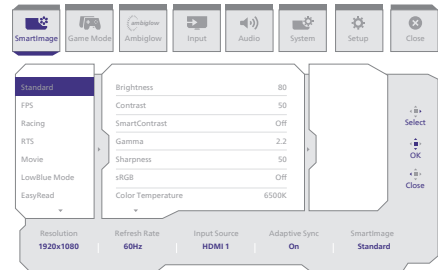 SmartImage
Game Mode
ambiglow
Ambiglow
Input
Audio
System
Setup
Close
Standard
FPS
Racing
RTS
Movie
LowBlue Mode
EasyRead
Brightness 80
Contrast 50
SmartContrast Off
Gamma 2.2
Sharpness 50
sRGB Off
Color Temperature 6500K
Select
OK
Close
Resolution Refresh Rate Input Source Adaptive Sync SmartImage
1920x1080 60Hz HDMI 1 On Standard